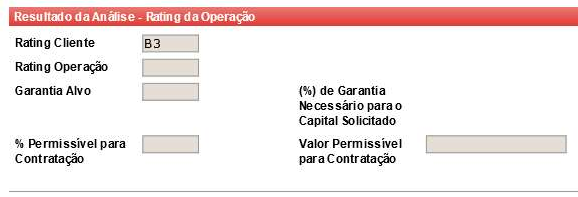 Resultado da Análise - Rating da Operação
Rating Cliente
B3
Rating Operação
Garantia Alvo
(%) de Garantia
Necessário para o
Capital Solicitado
% Permissível para
Contratação
Valor Permissível
para Contratação